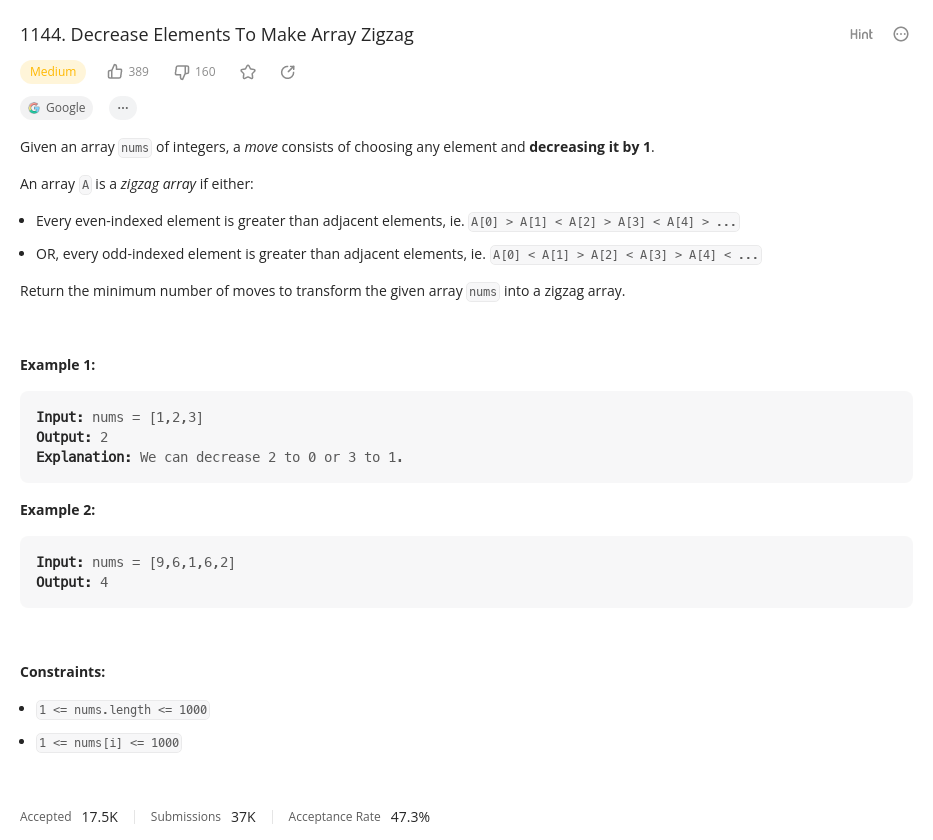 1144. Decrease Elements To Make Array Zigzag
Hint
Medium 389 160
Google ...
Given an array nums of integers, a move consists of choosing any element and decreasing it by 1.
An array A is a zigzag array if either:
• Every even-indexed element is greater than adjacent elements, ie. A[0] > A[1] < A[2] > A[3] < A[4] > ...
• OR, every odd-indexed element is greater than adjacent elements, ie. A[0] < A[1] > A[2] < A[3] > A[4] < ...
Return the minimum number of moves to transform the given array nums into a zigzag array.
Example 1:
Input: nums = [1,2,3]
Output: 2
Explanation: We can decrease 2 to 0 or 3 to 1.
Example 2:
Input: nums = [9,6,1,6,2]
Output: 4
Constraints:
• 1 <= nums.length <= 1000
• 1 <= nums[i] <= 1000
Accepted 17.5K Submissions 37K Acceptance Rate 47.3%